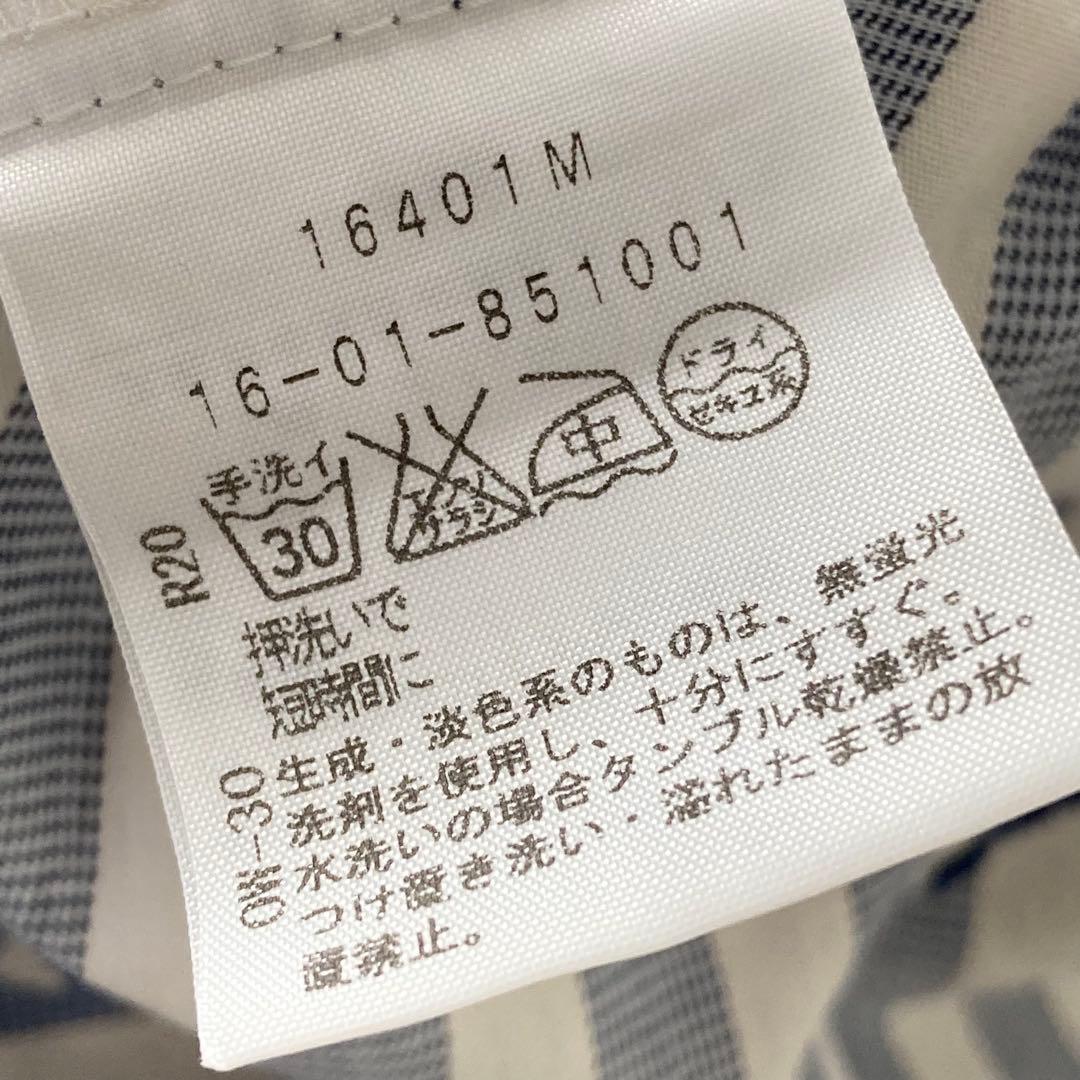 16401M
16-01-851001
手洗イ
30
エンソ
サラシ
中
ドライ
セキユ系
R20
押洗いで
短時間に
OW-30
生成・淡色系のものは、無蛍光
洗剤を使用し、十分にすすぐ。
水洗いの場合タンブル乾燥禁止。
つけ置き洗い・濡れたままの放
置禁止。